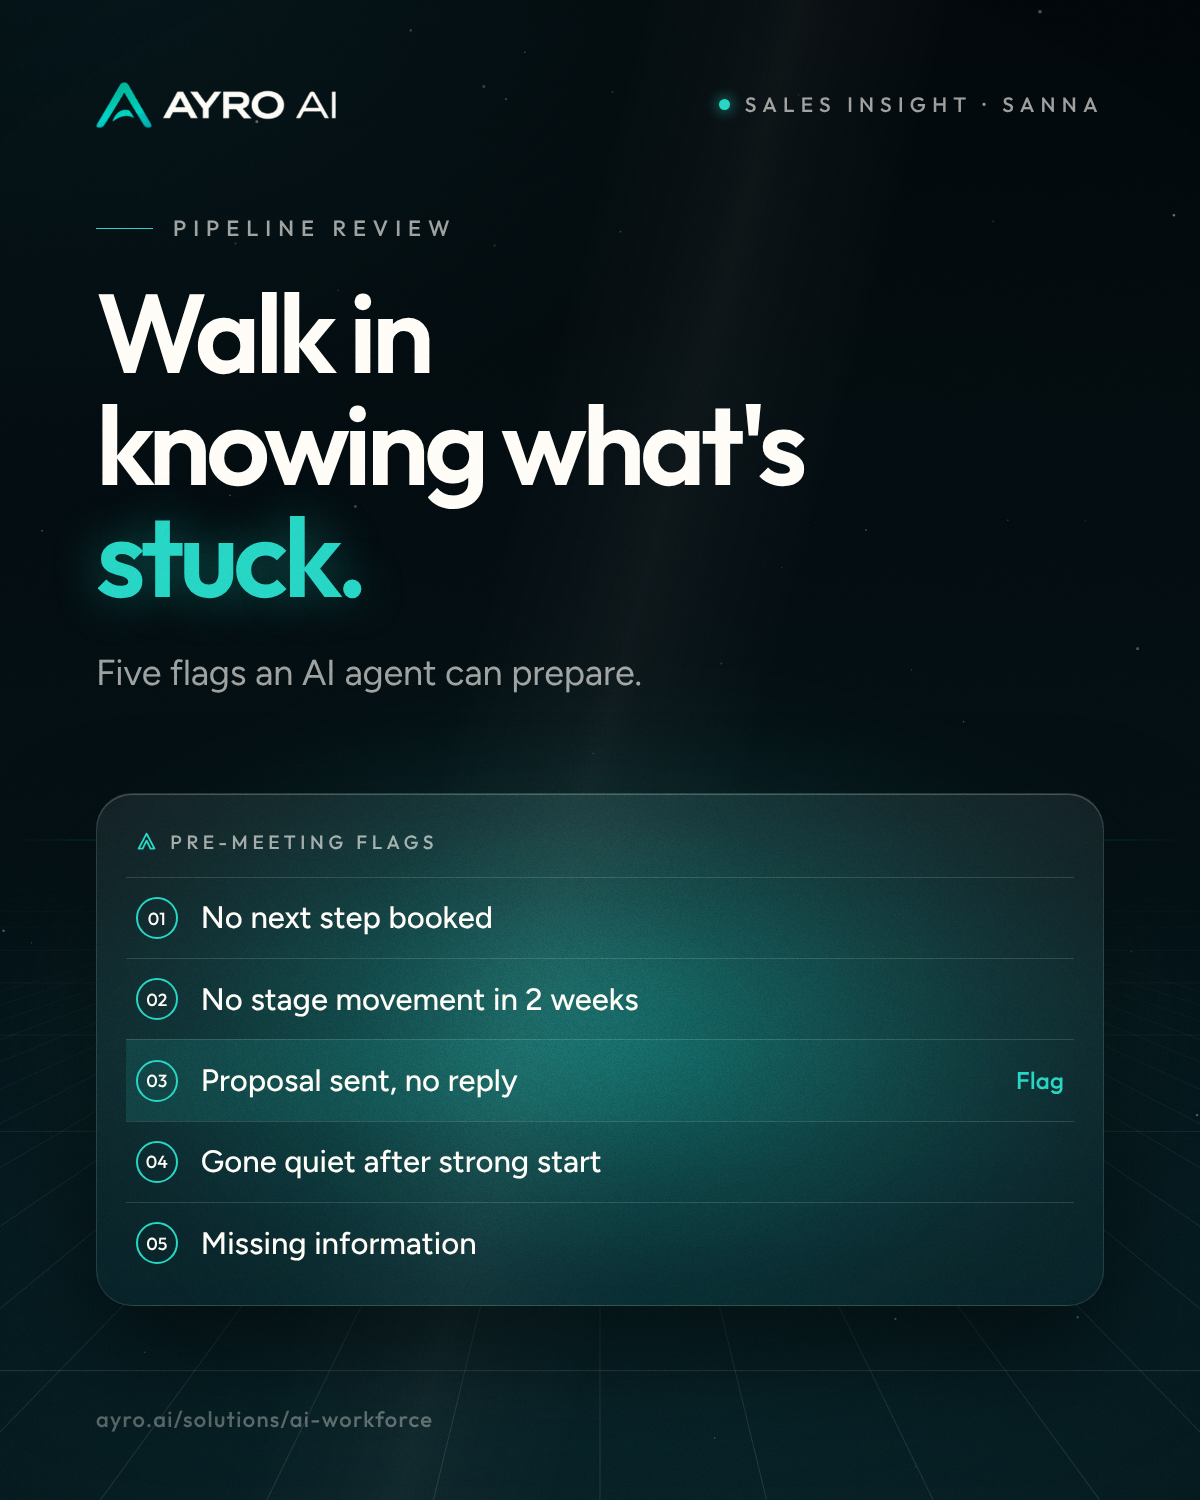 AYRO AI
SALES INSIGHT · SANNA
PIPELINE REVIEW
Walk in
knowing what's
stuck.
Five flags an AI agent can prepare.
PRE-MEETING FLAGS
01 No next step booked
02 No stage movement in 2 weeks
03 Proposal sent, no reply Flag
04 Gone quiet after strong start
05 Missing information
ayro.ai/solutions/ai-workforce